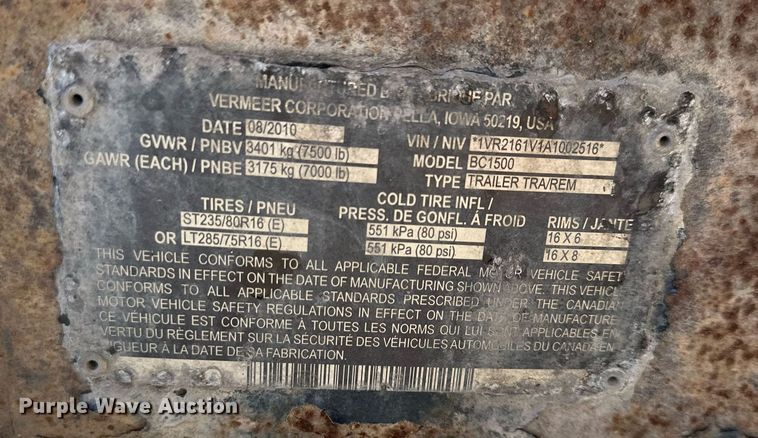 MANUFACTURED PAR
VERMEER CORPORATION PELLA, IOWA 50219, USA
DATE 08/2010 VIN / NIV *1VR2161V1A1002516*
GVWR / PNBV 3401 kg (7500 lb) MODEL BC1500
GAWR (EACH) / PNBE 3175 kg (7000 lb) TYPE TRAILER TRA/REM
TIRES / PNEU COLD TIRE INFL / PRESS. DE GONFL. À FROID RIMS / JANTE
ST235/80R16 (E) 551 kPa (80 psi) 16 X 6
OR LT285/75R16 (E) 551 kPa (80 psi) 16 X 8
THIS VEHICLE CONFORMS TO ALL APPLICABLE FEDERAL MOTOR VEHICLE SAFET
STANDARDS IN EFFECT ON THE DATE OF MANUFACTURING SHOWN ABOVE. THIS VEHICL
CONFORMS TO ALL APPLICABLE STANDARDS PRESCRIBED UNDER THE CANADIA
MOTOR VEHICLE SAFETY REGULATIONS IN EFFECT ON THE DATE OF MANUFACTURE
CE VÉHICULE EST CONFORME À TOUTES LES NORMES QUI LUI SONT APPLICABLES EN
VERTU DU RÈGLEMENT SUR LA SÉCURITÉ DES VÉHICULES AUTOMOBILES DU CANADA EN
VIGUEUR À LA DATE DE SA FABRICATION.
Purple Wave Auction